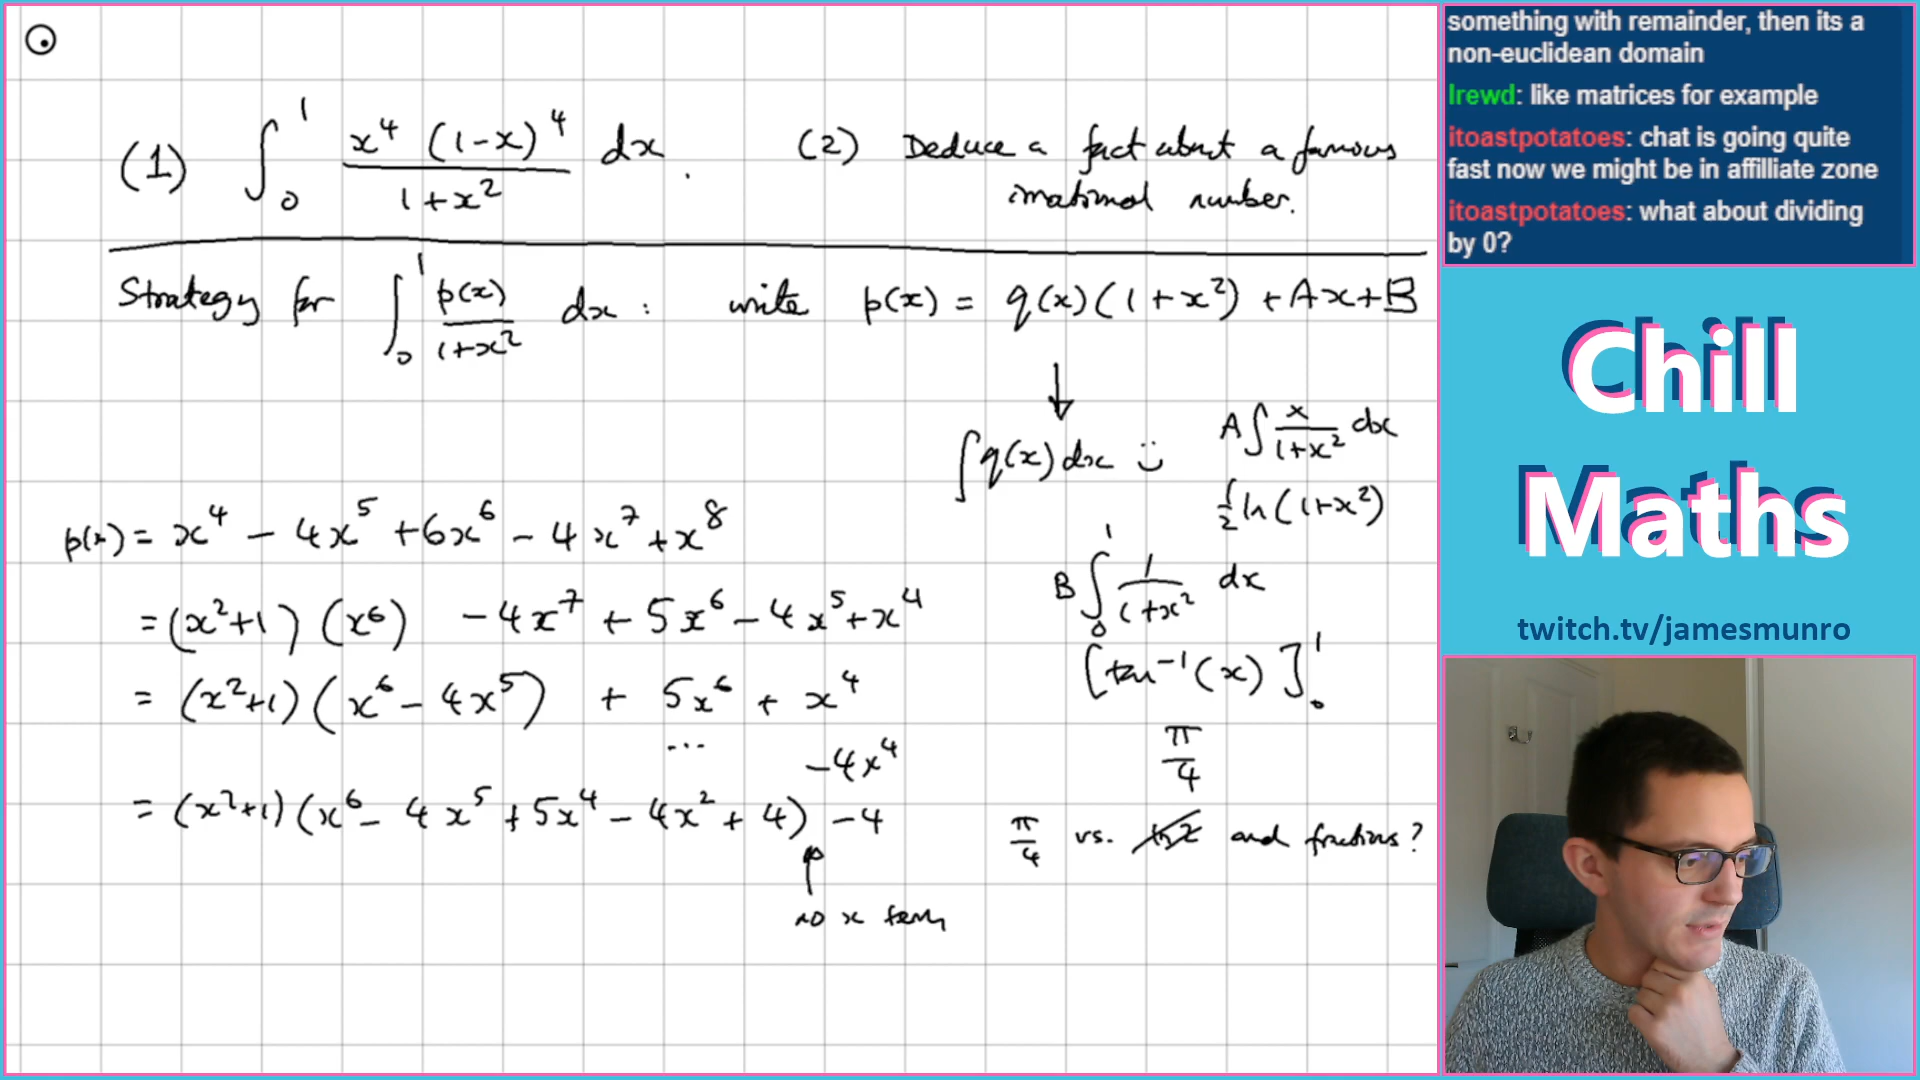 (1) ∫₀¹ x⁴ (1-x)⁴ / 1+x² dx . (2) Deduce a fact about a famous
irrational number.
Strategy for ∫₀¹ p(x) / 1+x² dx : write p(x) = q(x)(1+x²) + Ax+B
↓
∫q(x)dx A∫ x / 1+x² dx
½ ln(1+x²)
p(x) = x⁴ - 4x⁵ + 6x⁶ - 4x⁷ + x⁸
B ∫₀¹ 1 / 1+x² dx
= (x²+1)(x⁶) - 4x⁷ + 5x⁶ - 4x⁵ + x⁴
[tan⁻¹(x)]₀¹
= (x²+1)(x⁶ - 4x⁵) + 5x⁶ + x⁴
... -4x⁴
π/4
= (x²+1)(x⁶ - 4x⁵ + 5x⁴ - 4x² + 4) - 4
π/4 vs. ln 2 and fractions?
no x term
something with remainder, then its a
non-euclidean domain
lrewd: like matrices for example
itoastpotatoes: chat is going quite
fast now we might be in affilliate zone
itoastpotatoes: what about dividing
by 0?
Chill
Maths
twitch.tv/jamesmunro